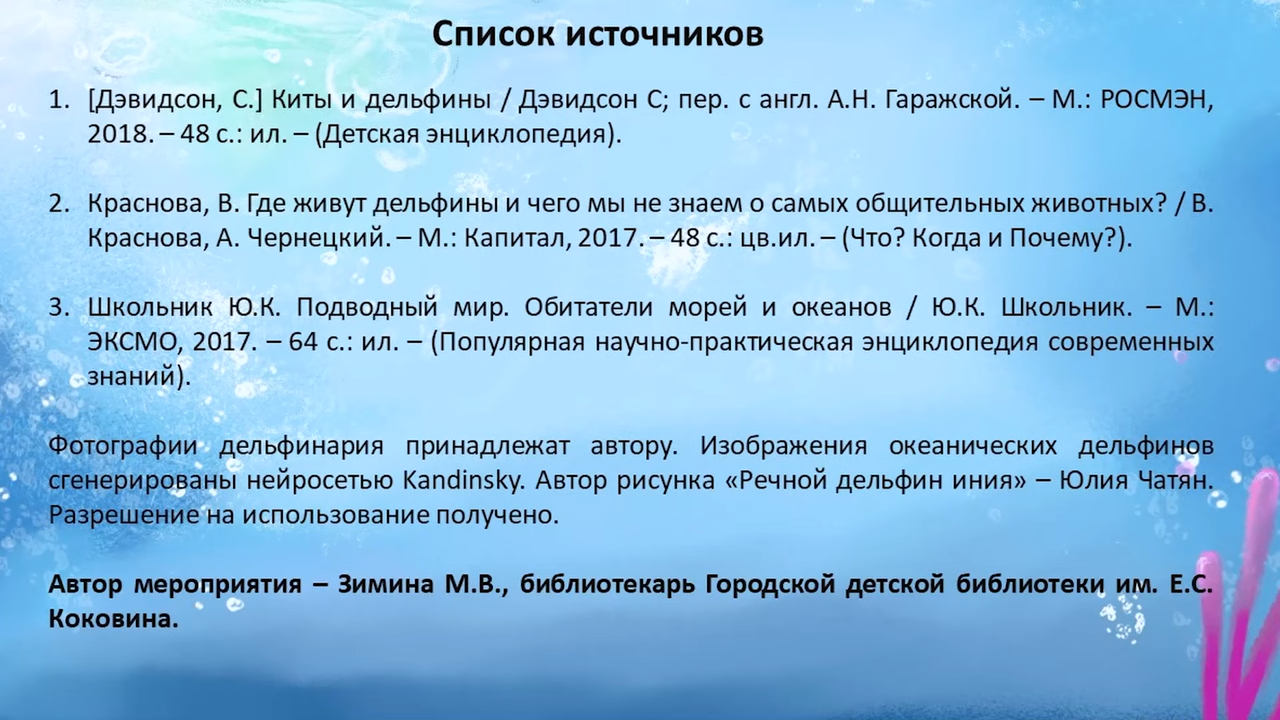 Список источников
1. [Дэвидсон, С.] Киты и дельфины / Дэвидсон С; пер. с англ. А.Н. Гаражской. – М.: РОСМЭН,
2018. – 48 с.: ил. – (Детская энциклопедия).
2. Краснова, В. Где живут дельфины и чего мы не знаем о самых общительных животных? / В.
Краснова, А. Чернецкий. – М.: Капитал, 2017. – 48 с.: цв.ил. – (Что? Когда и Почему?).
3. Школьник Ю.К. Подводный мир. Обитатели морей и океанов / Ю.К. Школьник. – М.:
ЭКСМО, 2017. – 64 с.: ил. – (Популярная научно-практическая энциклопедия современных
знаний).
Фотографии дельфинария принадлежат автору. Изображения океанических дельфинов
сгенерированы нейросетью Kandinsky. Автор рисунка «Речной дельфин иния» – Юлия Чатян.
Разрешение на использование получено.
Автор мероприятия – Зимина М.В., библиотекарь Городской детской библиотеки им. Е.С.
Коковина.